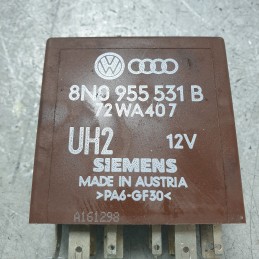 8N0 955 531 B
72WA407
UH2 12V
SIEMENS
MADE IN AUSTRIA
>PA6-GF30<
A161298